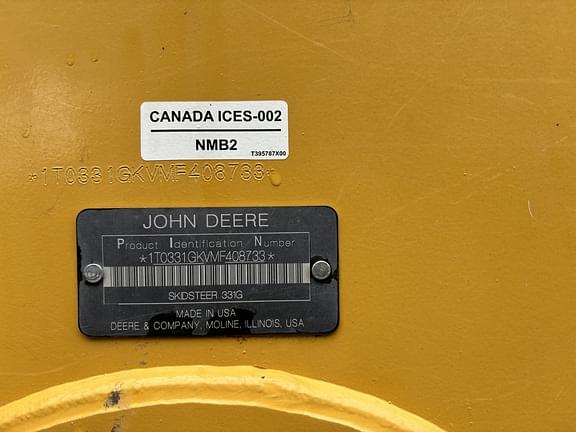 CANADA ICES-002
NMB2
T395787X00
*1T0331GKVMF408733*
JOHN DEERE
Product Identification Number
*1T0331GKVMF408733*
SKIDSTEER 331G
MADE IN USA
DEERE & COMPANY, MOLINE, ILLINOIS, USA